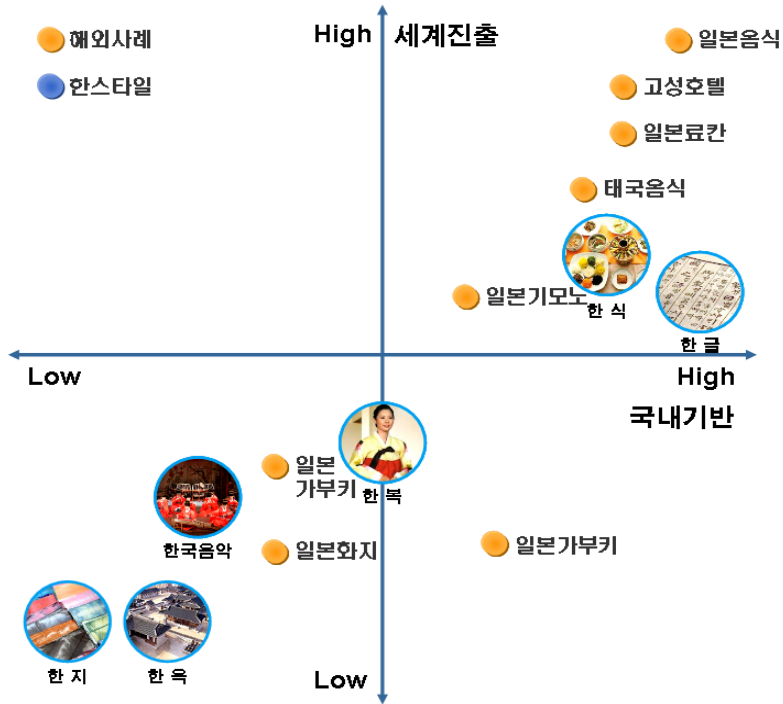 해외사례
한스타일
High
세계진출
일본음식
고성호텔
일본료칸
태국음식
일본기모노
한 식
한 글
Low
High
국내기반
일본
가부키
한 복
한국음악
일본화지
일본가부키
한 지
한 옥
Low